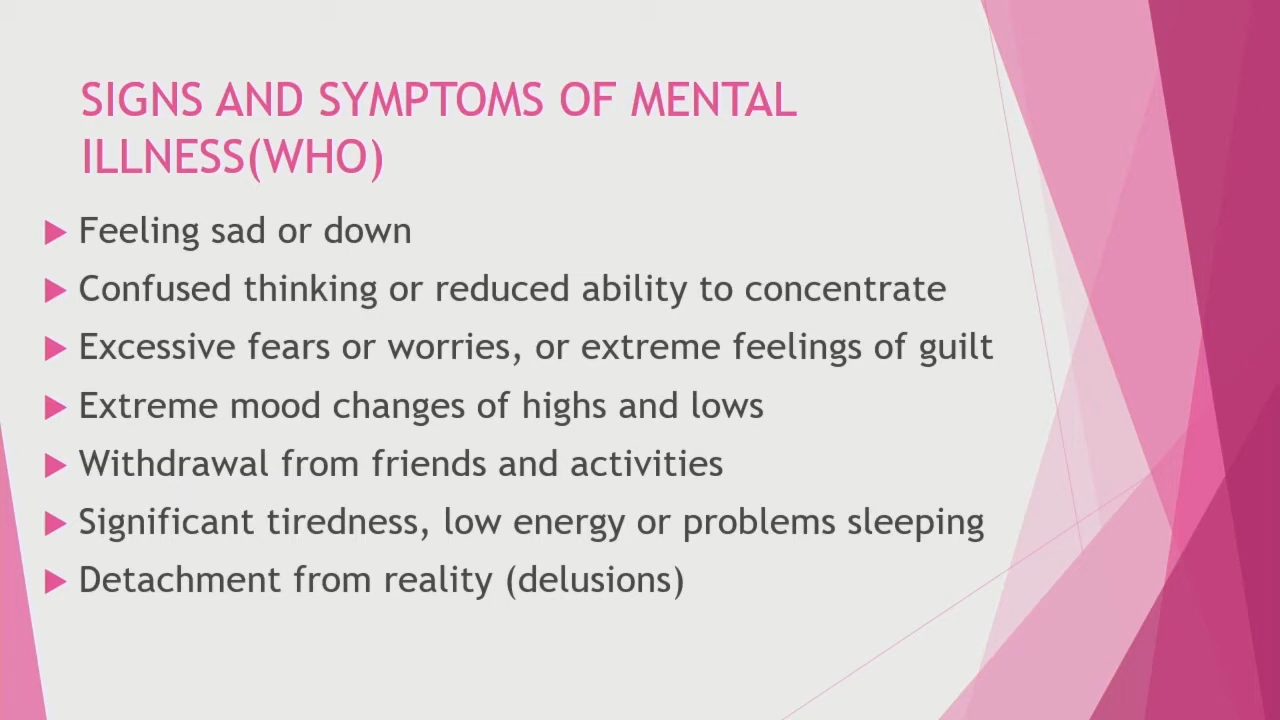 SIGNS AND SYMPTOMS OF MENTAL
ILLNESS(WHO)
Feeling sad or down
Confused thinking or reduced ability to concentrate
Excessive fears or worries, or extreme feelings of guilt
Extreme mood changes of highs and lows
Withdrawal from friends and activities
Significant tiredness, low energy or problems sleeping
Detachment from reality (delusions)